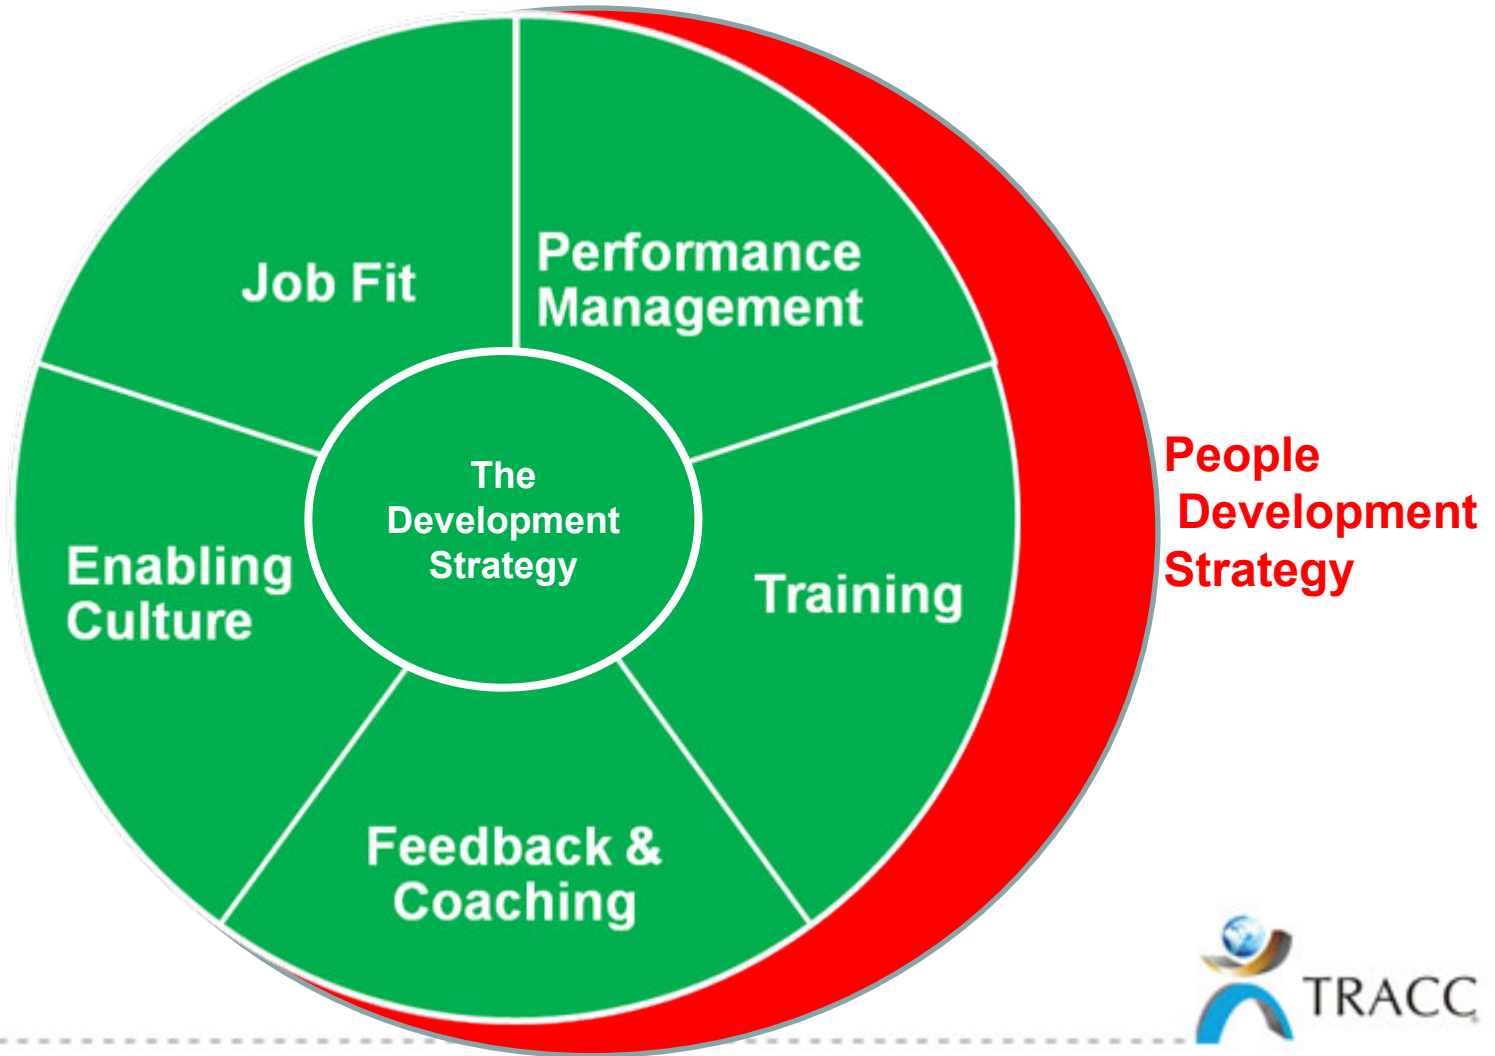 Job Fit
Performance
Management
The
Development
Strategy
People
Development
Strategy
Enabling
Culture
Training
Feedback &
Coaching
TRACC